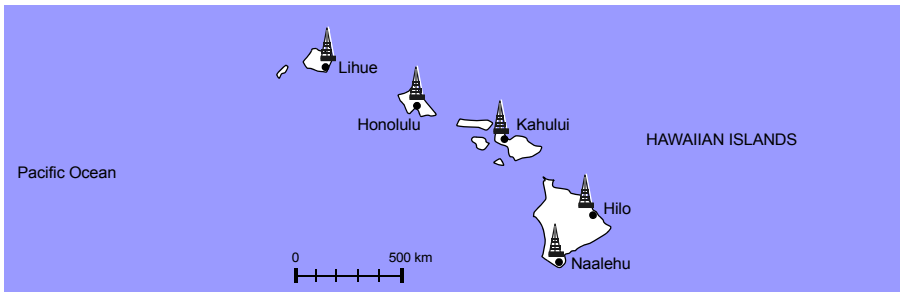 Lihue
Honolulu
Kahului
HAWAIIAN ISLANDS
Pacific Ocean
Hilo
0 500 km
Naalehu